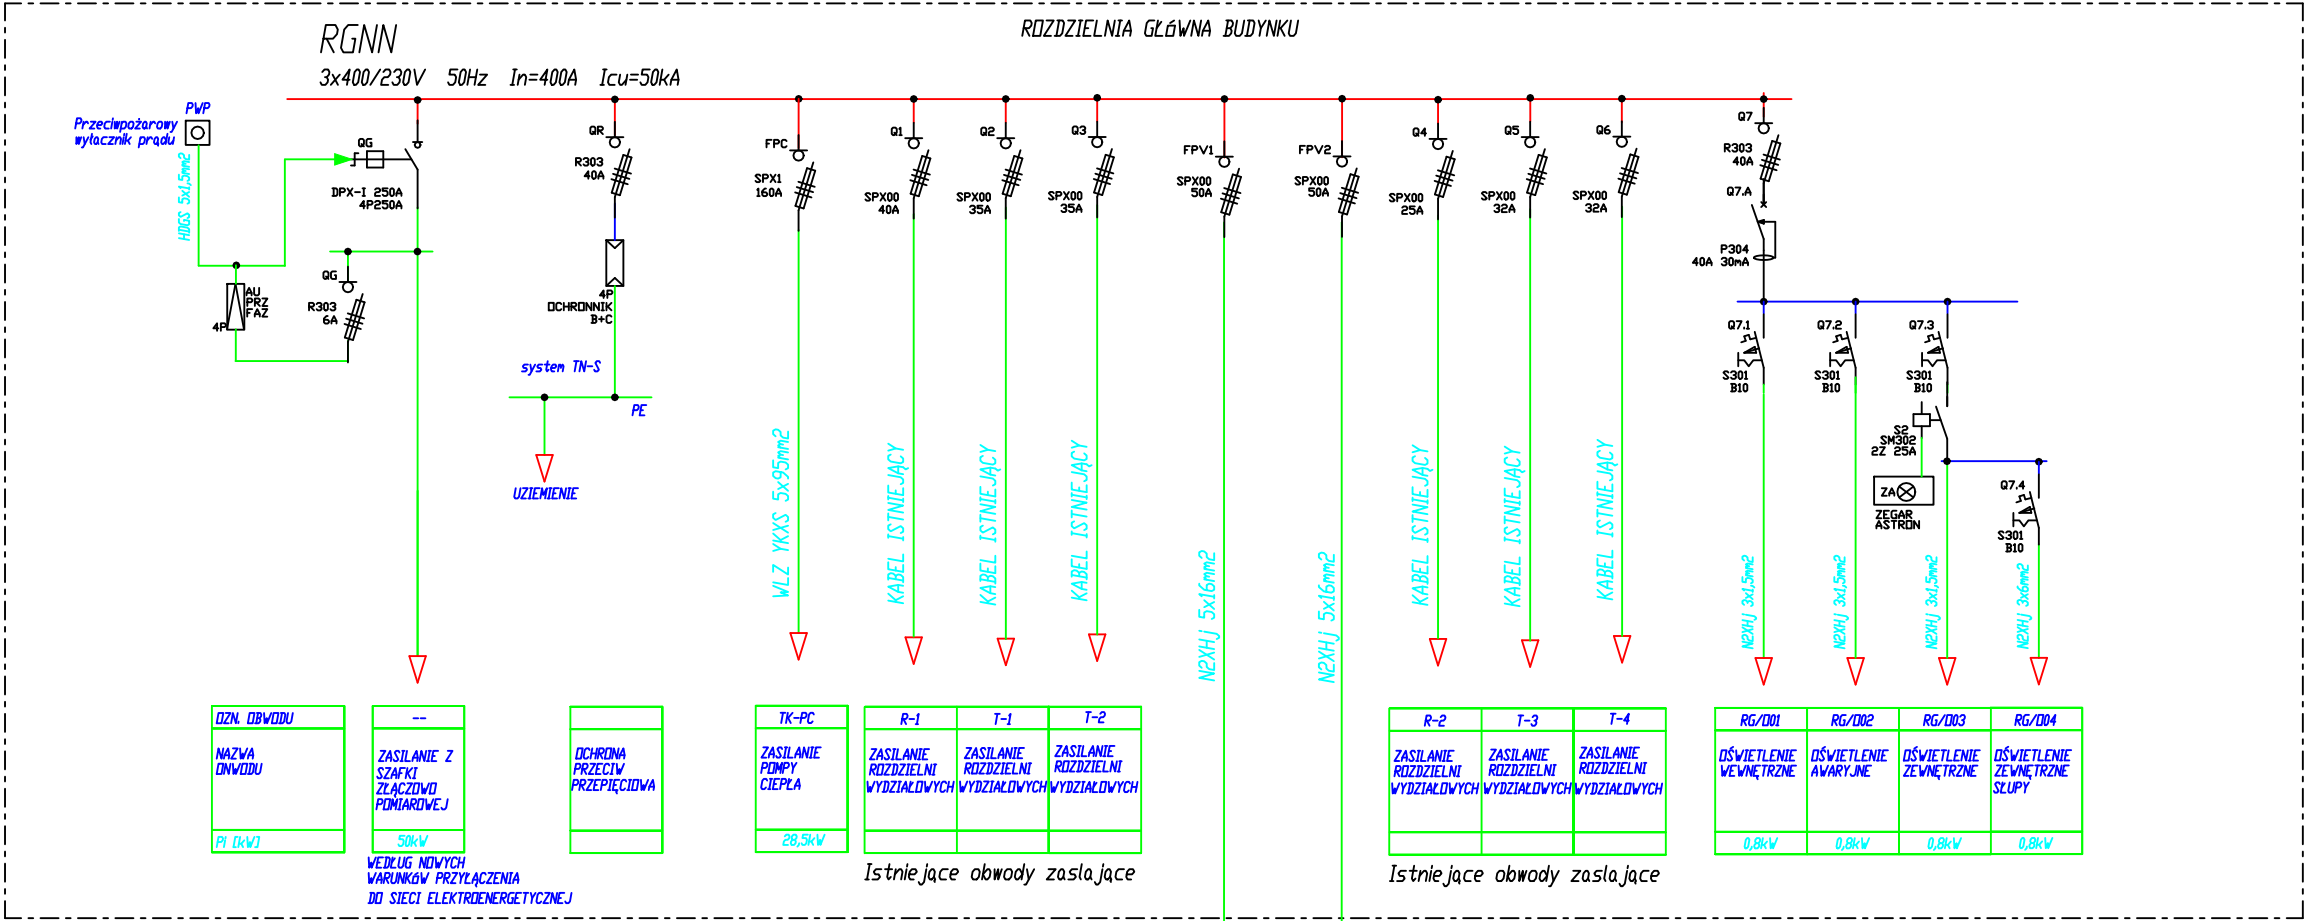 ROZDZIELNIA GŁÓWNA BUDYNKU
RGNN
3x400/230V 50Hz In=400A Icu=50kA
PWP
Przeciwpożarowy
wyłacznik prądu
HDGS 5x1,5mm2
QG
DPX-I 250A
4P250A
QG
R303
6A
AU
PRZ
FAZ
4P
QR
R303
40A
4P
OCHRONNIK
B+C
system TN-S
PE
UZIEMIENIE
FPC
SPX1
160A
WLZ YKXS 5x95mm2
Q1
SPX00
40A
KABEL ISTNIEJĄCY
Q2
SPX00
35A
KABEL ISTNIEJĄCY
Q3
SPX00
35A
KABEL ISTNIEJĄCY
FPV1
SPX00
50A
N2XHj 5x16mm2
FPV2
SPX00
50A
N2XHj 5x16mm2
Q4
SPX00
25A
KABEL ISTNIEJĄCY
Q5
SPX00
32A
KABEL ISTNIEJĄCY
Q6
SPX00
32A
KABEL ISTNIEJĄCY
Q7
R303
40A
Q7.A
P304
40A 30mA
Q7.1
S301
B10
N2XHj 3x1,5mm2
Q7.2
S301
B10
N2XHj 3x1,5mm2
Q7.3
S301
B10
S2
SM302
2Z 25A
ZA
ZEGAR
ASTRON
N2XHj 3x1,5mm2
Q7.4
S301
B10
N2XHj 3x6mm2
OZN. OBWODU
NAZWA
ONWODU
Pi [kW]
--
ZASILANIE Z
SZAFKI
ZŁĄCZOWO
POMIAROWEJ
50kW
WEDŁUG NOWYCH
WARUNKÓW PRZYŁĄCZENIA
DO SIECI ELEKTROENERGETYCZNEJ
OCHRONA
PRZECIW
PRZEPIĘCIOWA
TK-PC
ZASILANIE
POMPY
CIEPŁA
28,5kW
R-1
ZASILANIE
ROZDZIELNI
WYDZIAŁOWYCH
T-1
ZASILANIE
ROZDZIELNI
WYDZIAŁOWYCH
T-2
ZASILANIE
ROZDZIELNI
WYDZIAŁOWYCH
Istniejące obwody zaslające
R-2
ZASILANIE
ROZDZIELNI
WYDZIAŁOWYCH
T-3
ZASILANIE
ROZDZIELNI
WYDZIAŁOWYCH
T-4
ZASILANIE
ROZDZIELNI
WYDZIAŁOWYCH
Istniejące obwody zaslające
RG/O01
OŚWIETLENIE
WEWNĘTRZNE
0,8kW
RG/O02
OŚWIETLENIE
AWARYJNE
0,8kW
RG/O03
OŚWIETLENIE
ZEWNĘTRZNE
0,8kW
RG/O04
OŚWIETLENIE
ZEWNĘTRZNE
SŁUPY
0,8kW